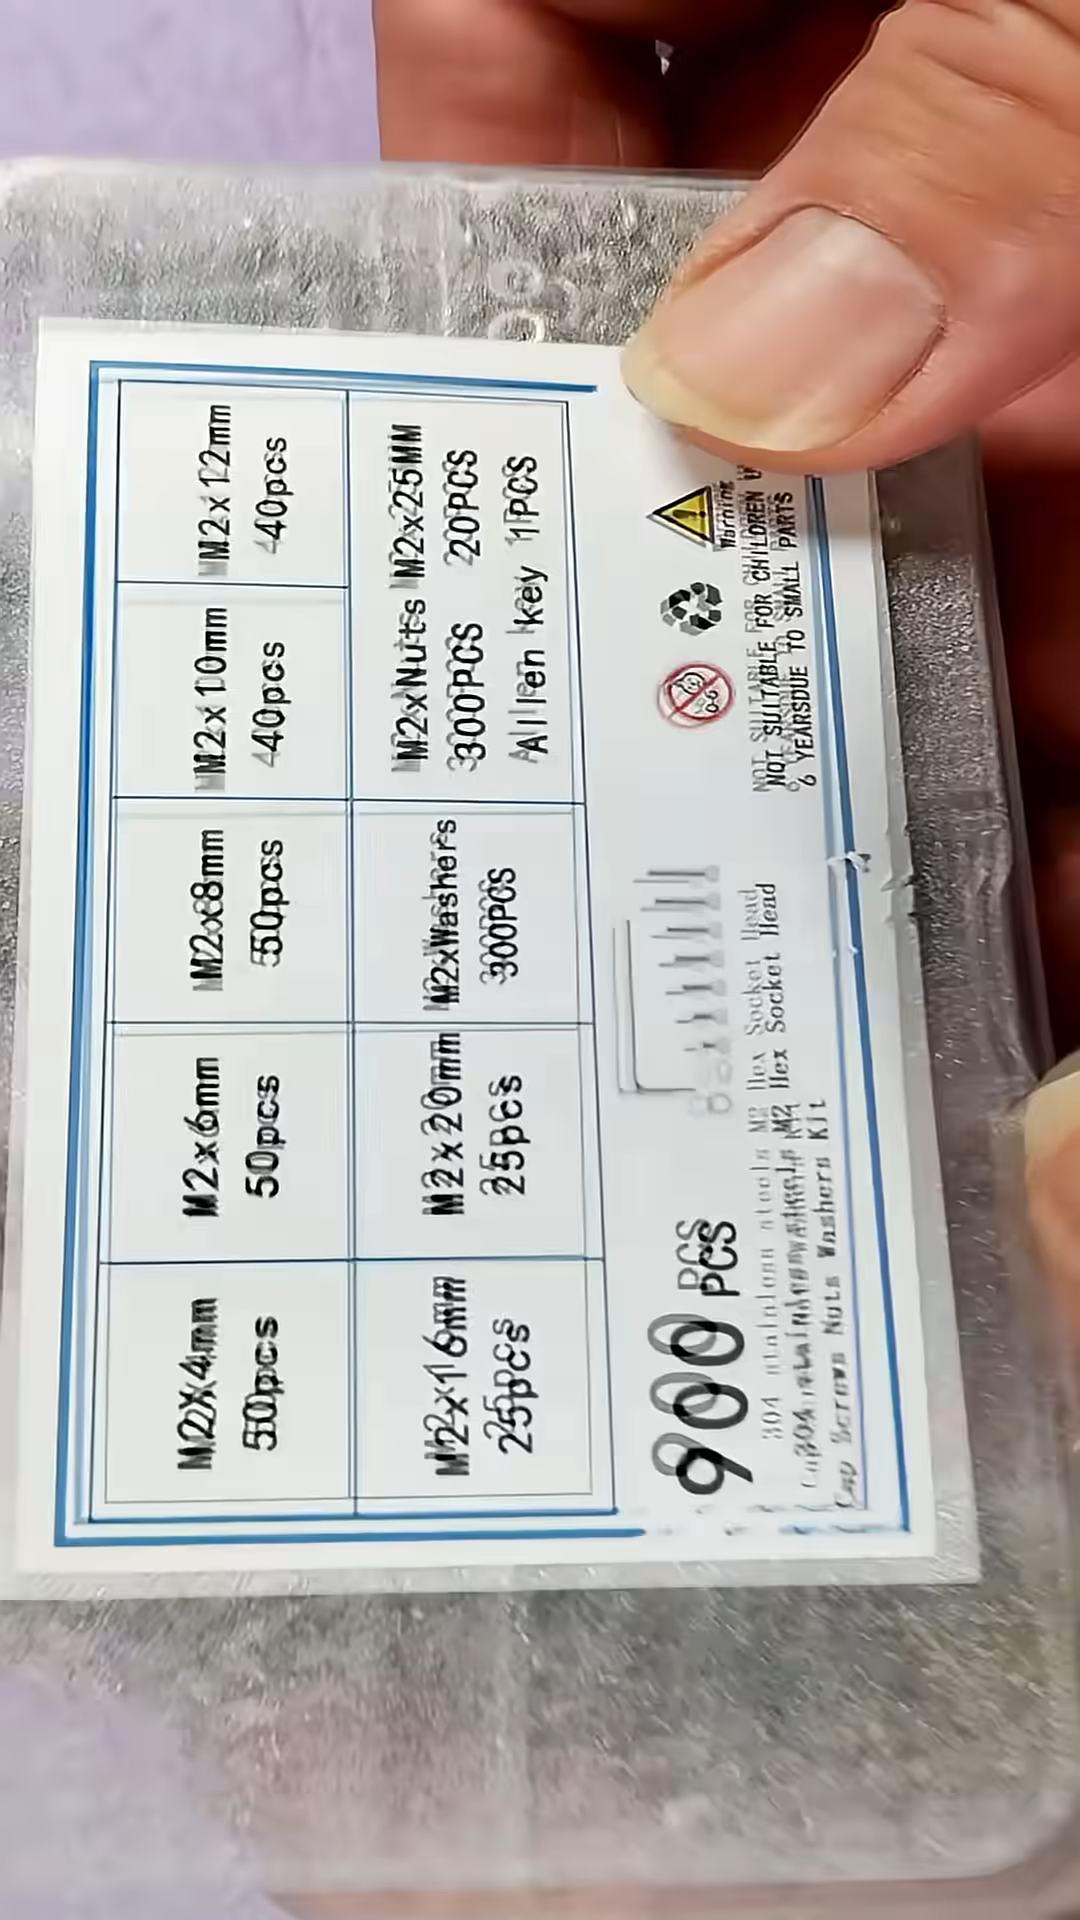 M2X4mm
50pcs
M2x6mm
50pcs
M2x8mm
50pcs
M2x10mm
40pcs
M2x12mm
40pcs
M2x16mm
25pcs
M2x20mm
25pcs
M2xWashers
300PCS
M2xNuts M2x25MM
300PCS 20PCS
Allen key 1PCS
900 PCS
304 stainless steels M2 Hex Socket Head
Cap Screws Nuts Washers Kit
0-6
Warning
NOT SUITABLE FOR CHILDREN
6 YEARSDUE TO SMALL PARTS